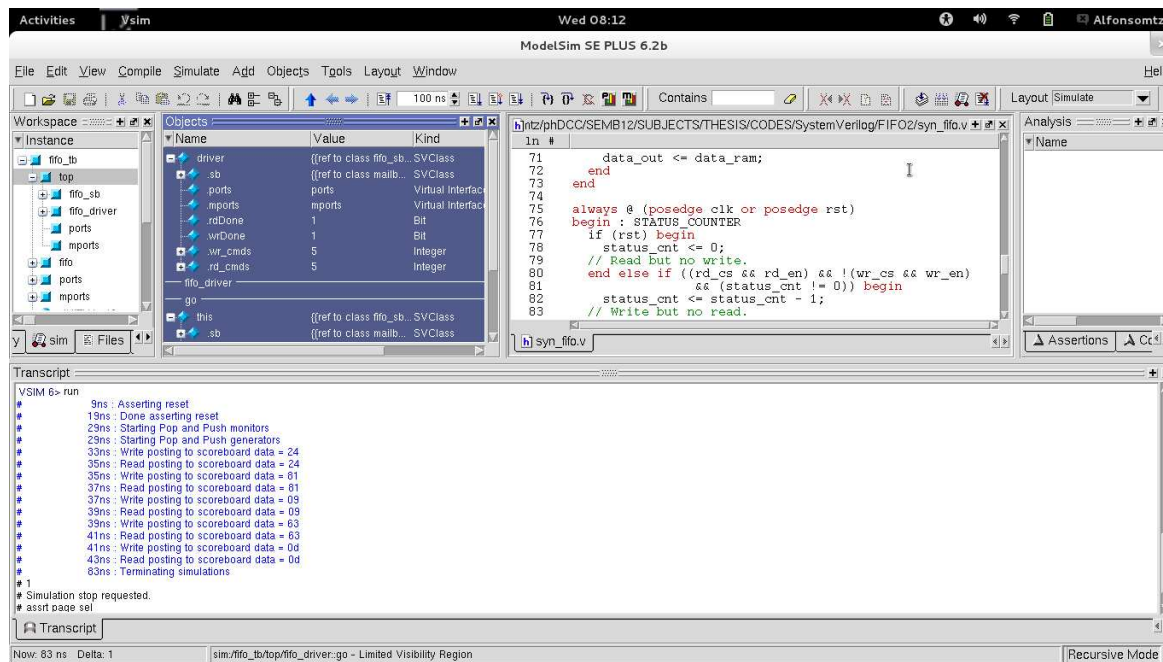 Activities Vsim Wed 08:12 Alfonsomtz
ModelSim SE PLUS 6.2b
File Edit View Compile Simulate Add Objects Tools Layout Window Hel
100 ns Contains Layout Simulate
Workspace
Instance
fifo_tb
top
fifo_sb
fifo_driver
ports
mports
fifo
ports
mports
y sim Files
Objects
Name Value Kind
driver {{ref to class fifo_sb... SVClass
.sb {{ref to class mailb... SVClass
.ports ports Virtual Interface
.mports mports Virtual Interface
.rdDone 1 Bit
.wrDone 1 Bit
.wr_cmds 5 Integer
.rd_cmds 5 Integer
fifo_driver
go
this {{ref to class fifo_sb... SVClass
.sb {{ref to class mailb... SVClass
ntz/phDCC/SEMB12/SUBJECTS/THESIS/CODES/SystemVerilog/FIFO2/syn_fifo.v
ln #
71 data_out <= data_ram;
72 end
73 end
74
75 always @ (posedge clk or posedge rst)
76 begin : STATUS_COUNTER
77 if (rst) begin
78 status_cnt <= 0;
79 // Read but no write.
80 end else if ((rd_cs && rd_en) && !(wr_cs && wr_en)
81 && (status_cnt != 0)) begin
82 status_cnt <= status_cnt - 1;
83 // Write but no read.
h syn_fifo.v
Analysis
Name
Assertions
Transcript
VSIM 6> run
# 9ns : Asserting reset
# 19ns : Done asserting reset
# 29ns : Starting Pop and Push monitors
# 29ns : Starting Pop and Push generators
# 33ns : Write posting to scoreboard data = 24
# 35ns : Read posting to scoreboard data = 24
# 35ns : Write posting to scoreboard data = 81
# 37ns : Read posting to scoreboard data = 81
# 37ns : Write posting to scoreboard data = 09
# 39ns : Read posting to scoreboard data = 09
# 39ns : Write posting to scoreboard data = 63
# 41ns : Read posting to scoreboard data = 63
# 41ns : Write posting to scoreboard data = 0d
# 43ns : Read posting to scoreboard data = 0d
# 83ns : Terminating simulations
# 1
# Simulation stop requested.
# assrt page sel
Transcript
Now: 83 ns Delta: 1 sim:/fifo_tb/top/fifo_driver::go - Limited Visibility Region Recursive Mode